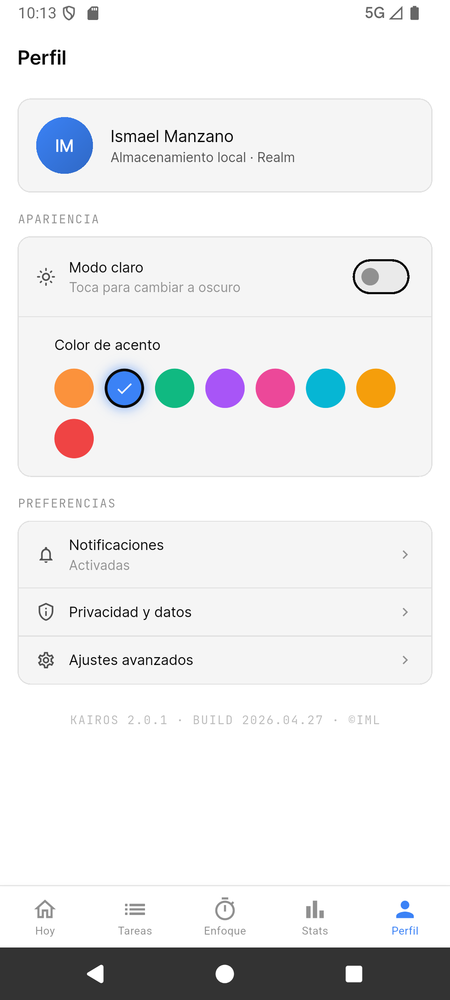 10:13
5G
Perfil
IM
Ismael Manzano
Almacenamiento local · Realm
APARIENCIA
Modo claro
Toca para cambiar a oscuro
Color de acento
PREFERENCIAS
Notificaciones
Activadas
Privacidad y datos
Ajustes avanzados
KAIROS 2.0.1 · BUILD 2026.04.27 · ©IML
Hoy
Tareas
Enfoque
Stats
Perfil